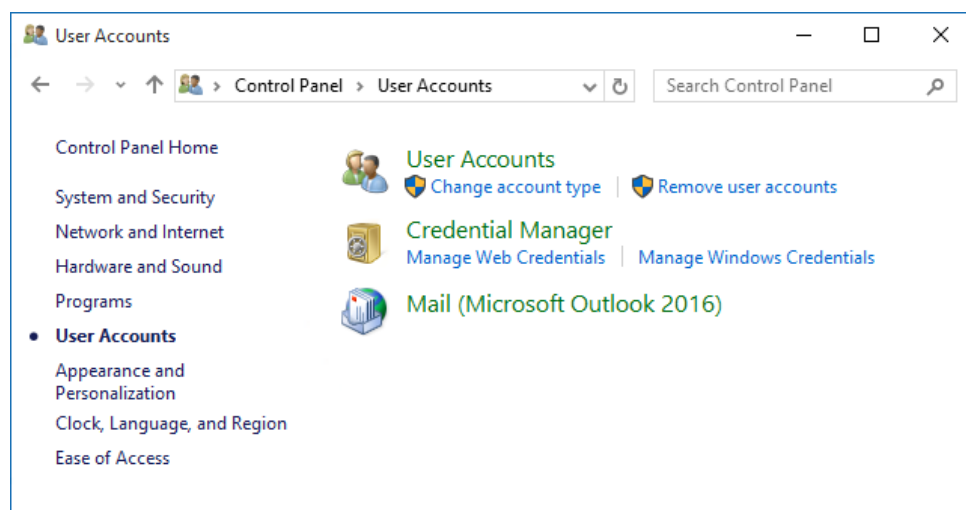 User Accounts
Control Panel > User Accounts
Search Control Panel
Control Panel Home
System and Security
Network and Internet
Hardware and Sound
Programs
User Accounts
Appearance and
Personalization
Clock, Language, and Region
Ease of Access
User Accounts
Change account type
Remove user accounts
Credential Manager
Manage Web Credentials
Manage Windows Credentials
Mail (Microsoft Outlook 2016)